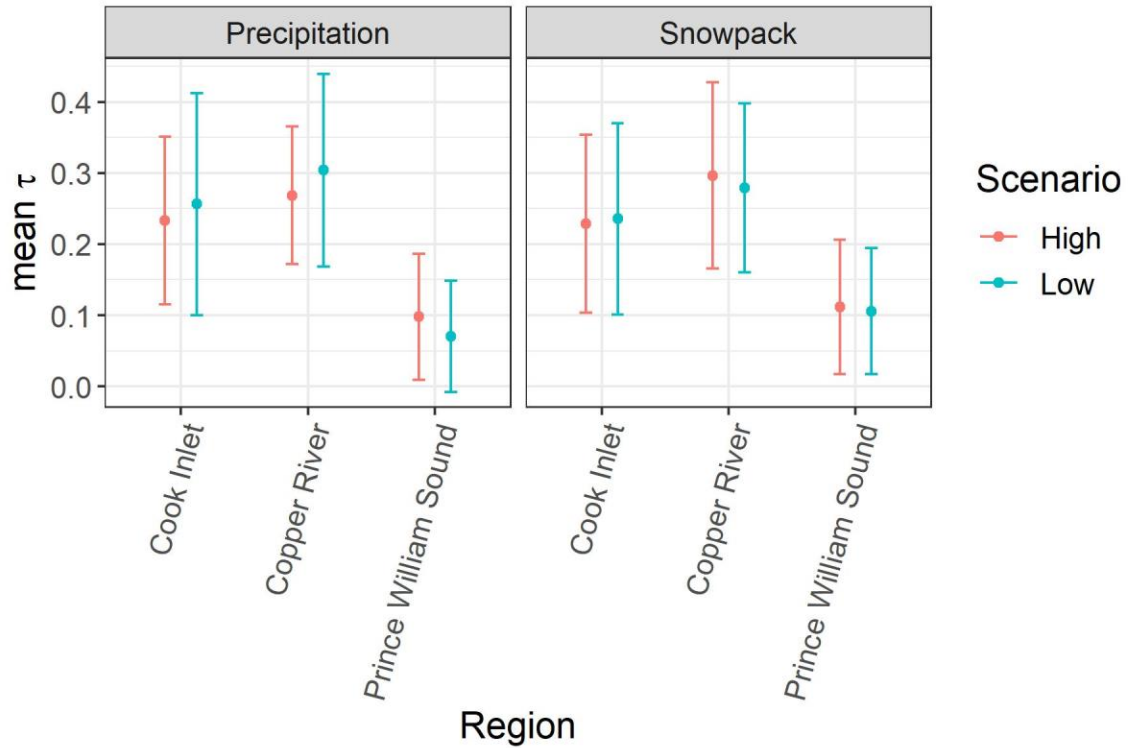 Precipitation
Snowpack
mean τ
0.4
0.3
0.2
0.1
0.0
Cook Inlet
Copper River
Prince William Sound
Cook Inlet
Copper River
Prince William Sound
Region
Scenario
High
Low